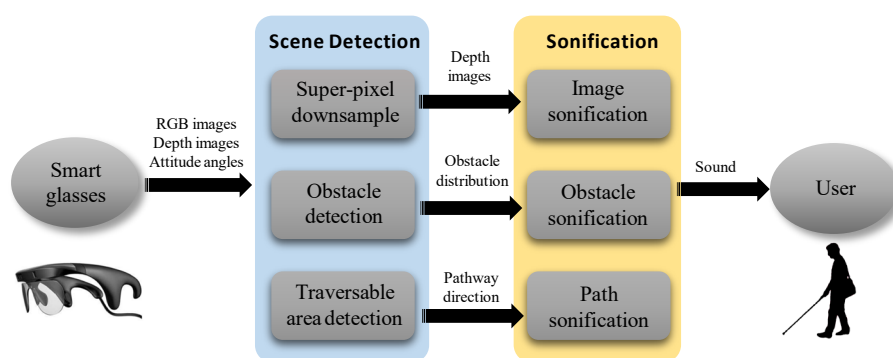 Scene Detection
Sonification
Smart
glasses
RGB images
Depth images
Attitude angles
Super-pixel
downsample
Depth
images
Image
sonification
Obstacle
detection
Obstacle
distribution
Obstacle
sonification
Traversable
area detection
Pathway
direction
Path
sonification
Sound
User